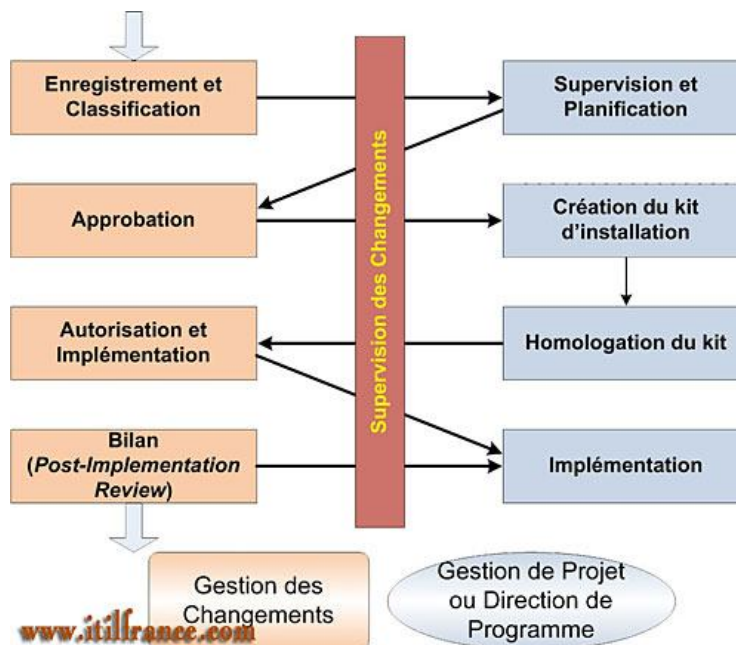 Enregistrement et
Classification
Supervision et
Planification
Approbation
Création du kit
d'installation
Supervision des Changements
Autorisation et
Implémentation
Homologation du kit
Bilan
(Post-Implementation
Review)
Implémentation
Gestion des
Changements
Gestion de Projet
ou Direction de
Programme
www.itilfrance.com